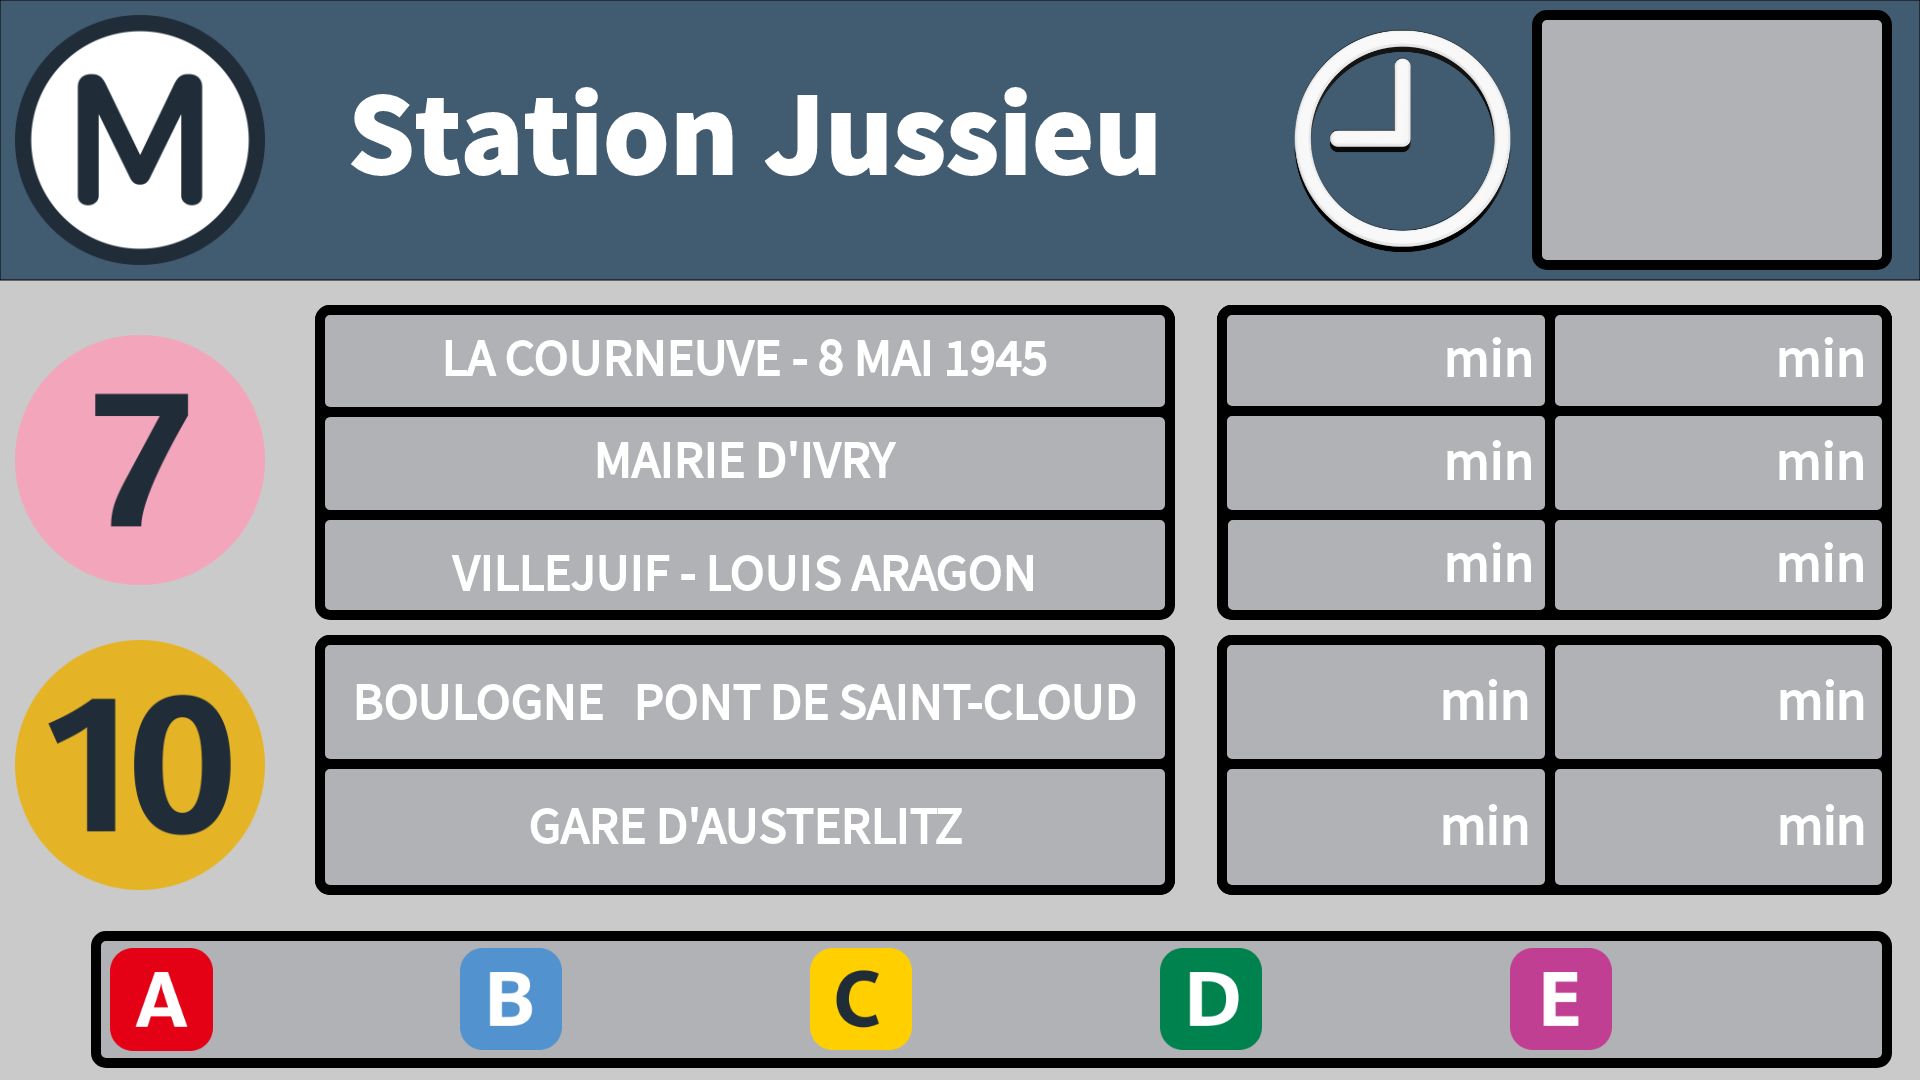 M Station Jussieu
7
LA COURNEUVE - 8 MAI 1945 min min
MAIRIE D'IVRY min min
VILLEJUIF - LOUIS ARAGON min min
10
BOULOGNE PONT DE SAINT-CLOUD min min
GARE D'AUSTERLITZ min min
A B C D E